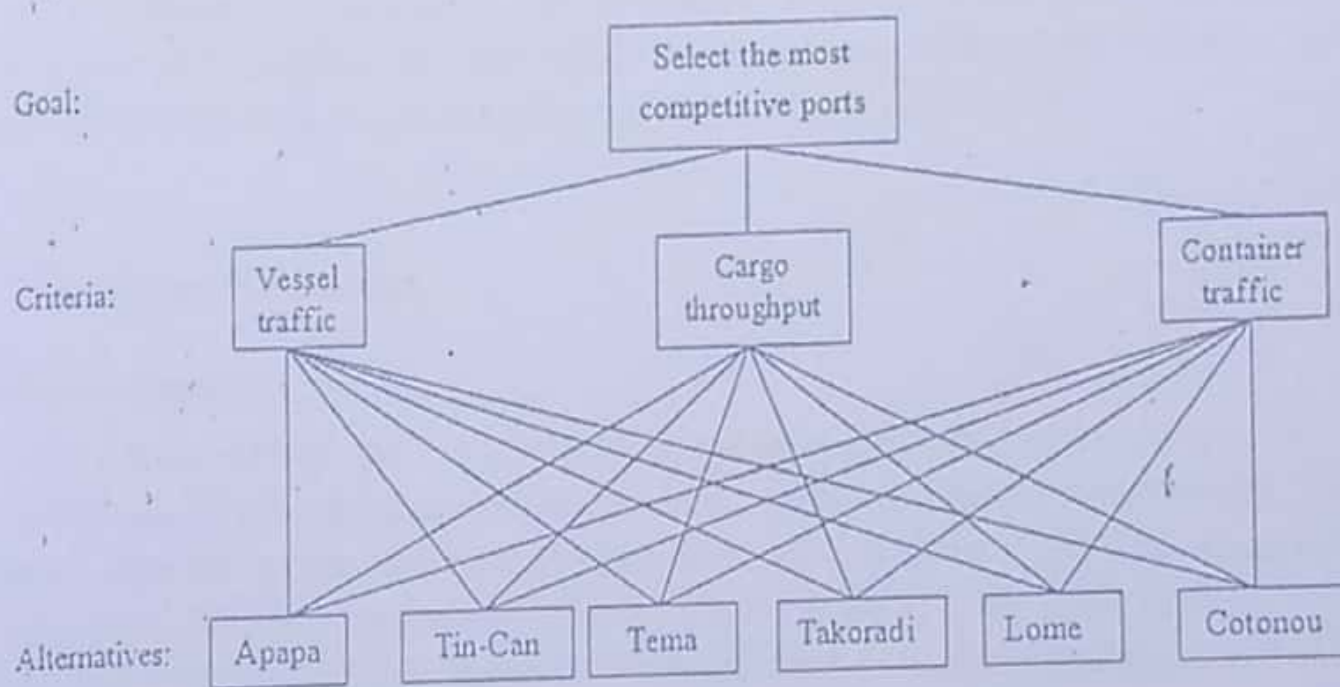 Goal:
Select the most
competitive ports
Criteria:
Vessel
traffic
Cargo
throughput
Container
traffic
Alternatives:
Apapa
Tin-Can
Tema
Takoradi
Lome
Cotonou